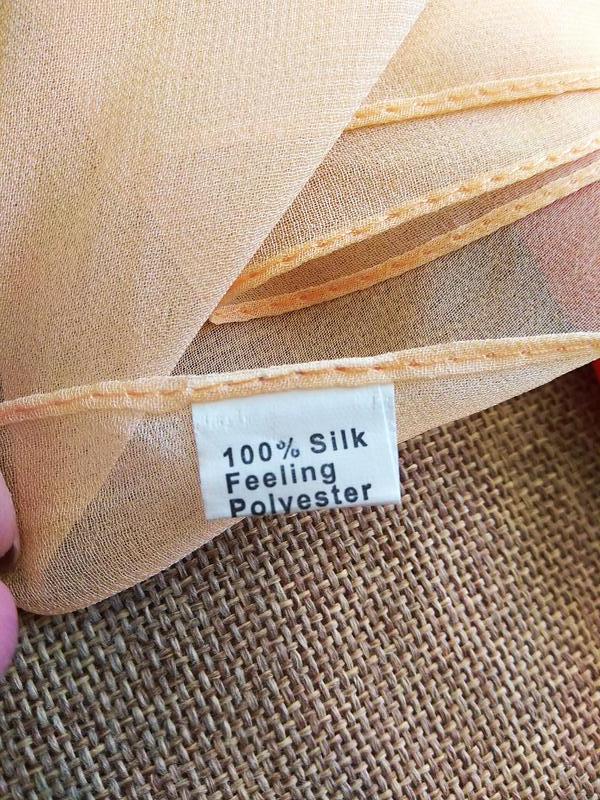 100% Silk
Feeling
Polyester